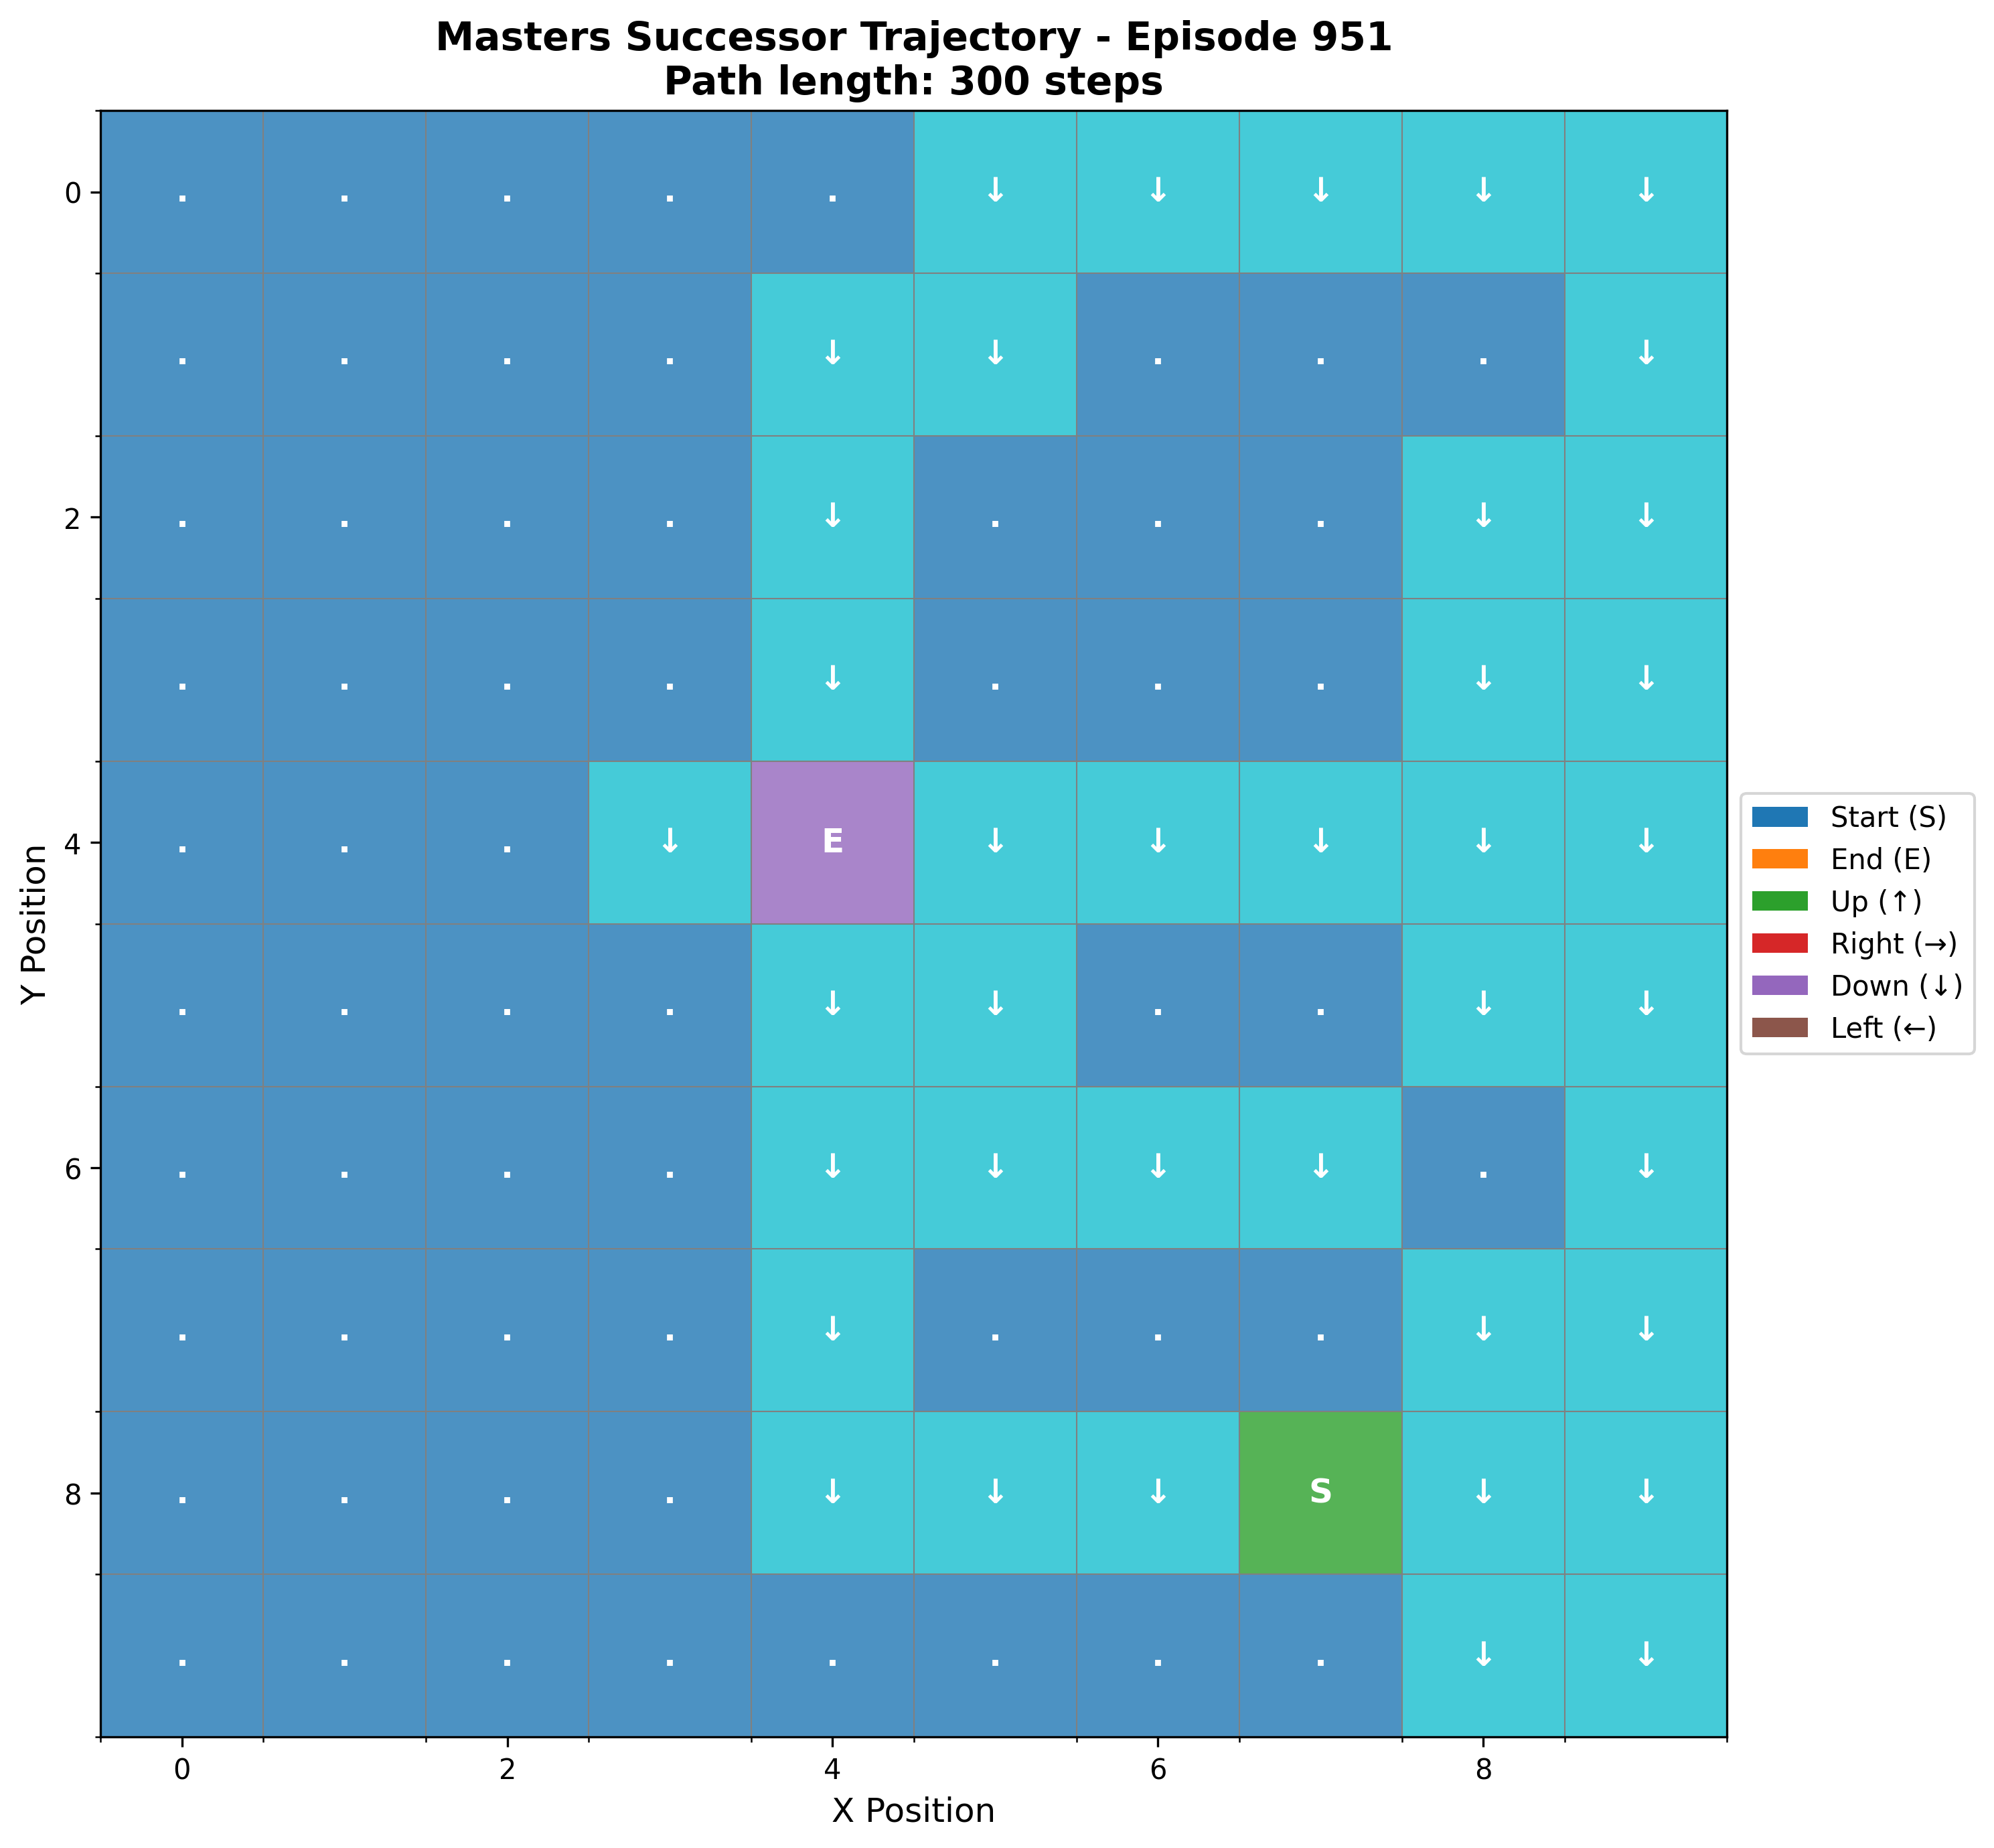 Masters Successor Trajectory - Episode 951
Path length: 300 steps
0 . . . . . ↓ ↓ ↓ ↓ ↓
. . . . ↓ ↓ . . . ↓
2 . . . . ↓ . . . ↓ ↓
. . . . ↓ . . . ↓ ↓
4 . . . ↓ E ↓ ↓ ↓ ↓ ↓
. . . . ↓ ↓ . . ↓ ↓
6 . . . . ↓ ↓ ↓ ↓ . ↓
. . . . ↓ . . . ↓ ↓
8 . . . . ↓ ↓ ↓ S ↓ ↓
. . . . . . . . ↓ ↓
0 2 4 6 8
X Position
Y Position
Start (S)
End (E)
Up (↑)
Right (→)
Down (↓)
Left (←)